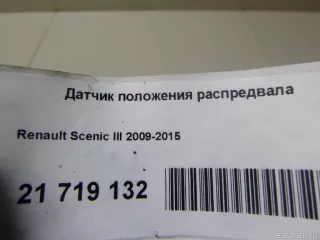 Датчик положения распредвала
Renault Scenic III 2009-2015
21 719 132